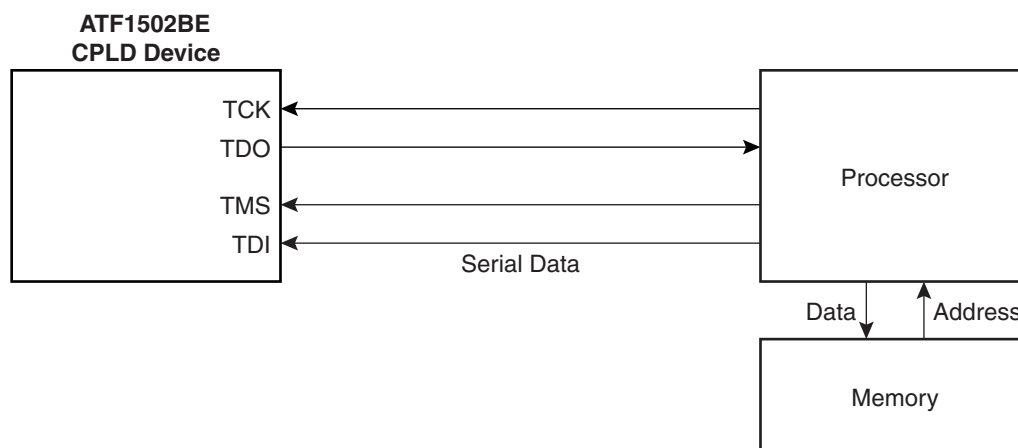 ATF1502BE
CPLD Device
TCK
TDO
TMS
TDI
Serial Data
Processor
Data
Address
Memory